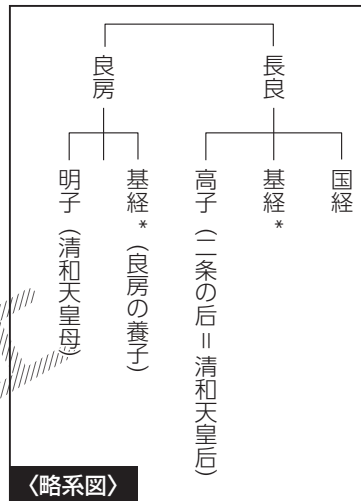 長良
良房
国経
基経*
高子(二条の后=清和天皇后)
基経*(良房の養子)
明子(清和天皇母)
〈略系図〉